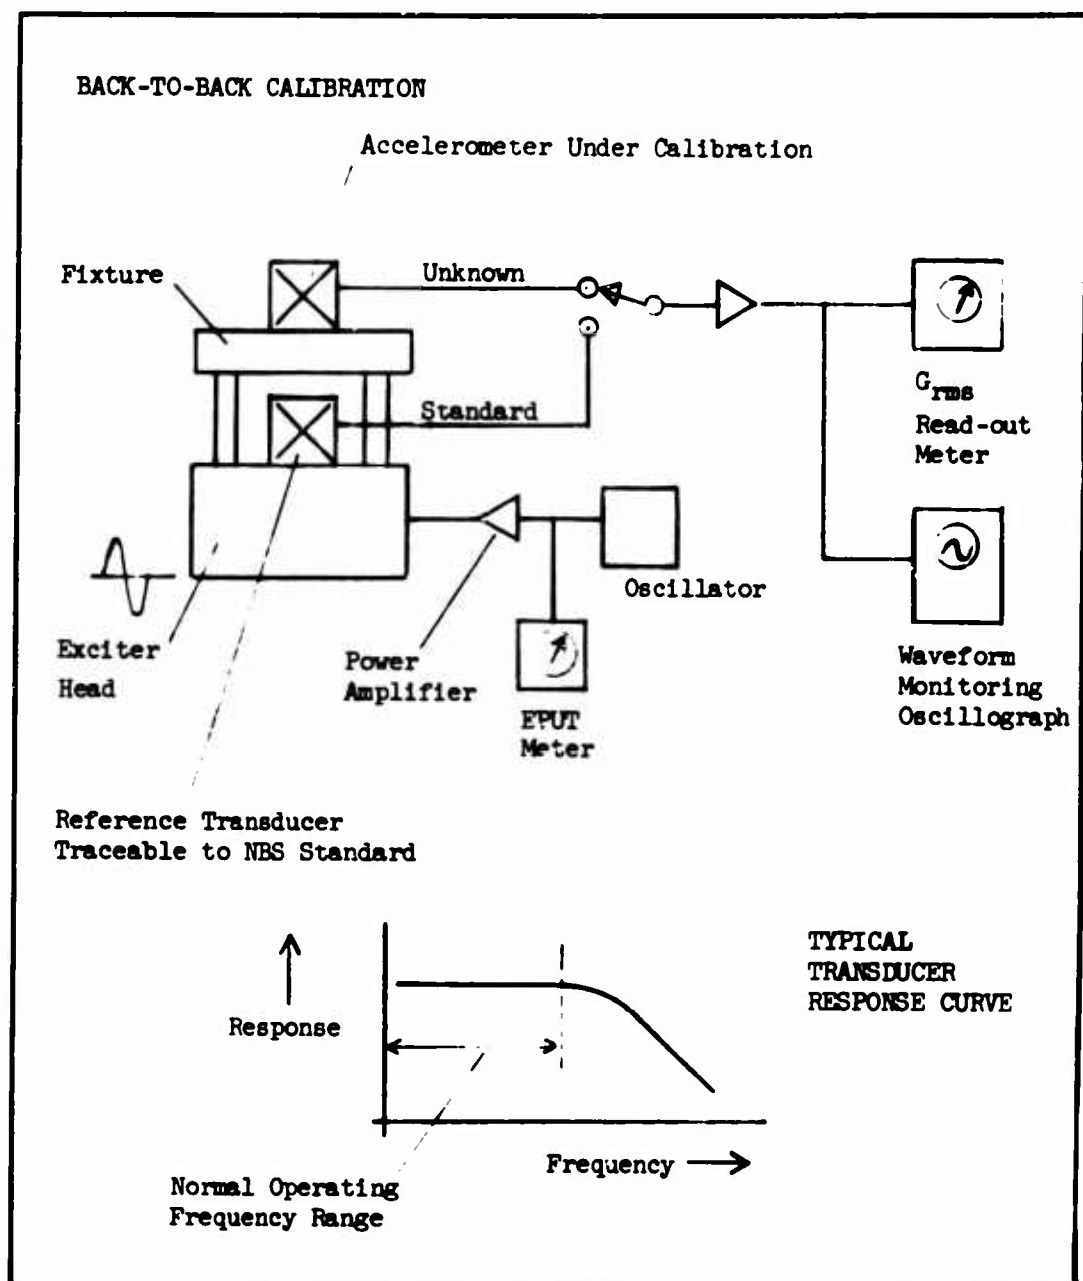 BACK-TO-BACK CALIBRATION
Accelerometer Under Calibration
Fixture
Unknown
Standard
Grms
Read-out
Meter
Oscillator
Exciter
Head
Power
Amplifier
EPUT
Meter
Waveform
Monitoring
Oscillograph
Reference Transducer
Traceable to NBS Standard
TYPICAL
TRANSDUCER
RESPONSE CURVE
Response
Frequency
Normal Operating
Frequency Range